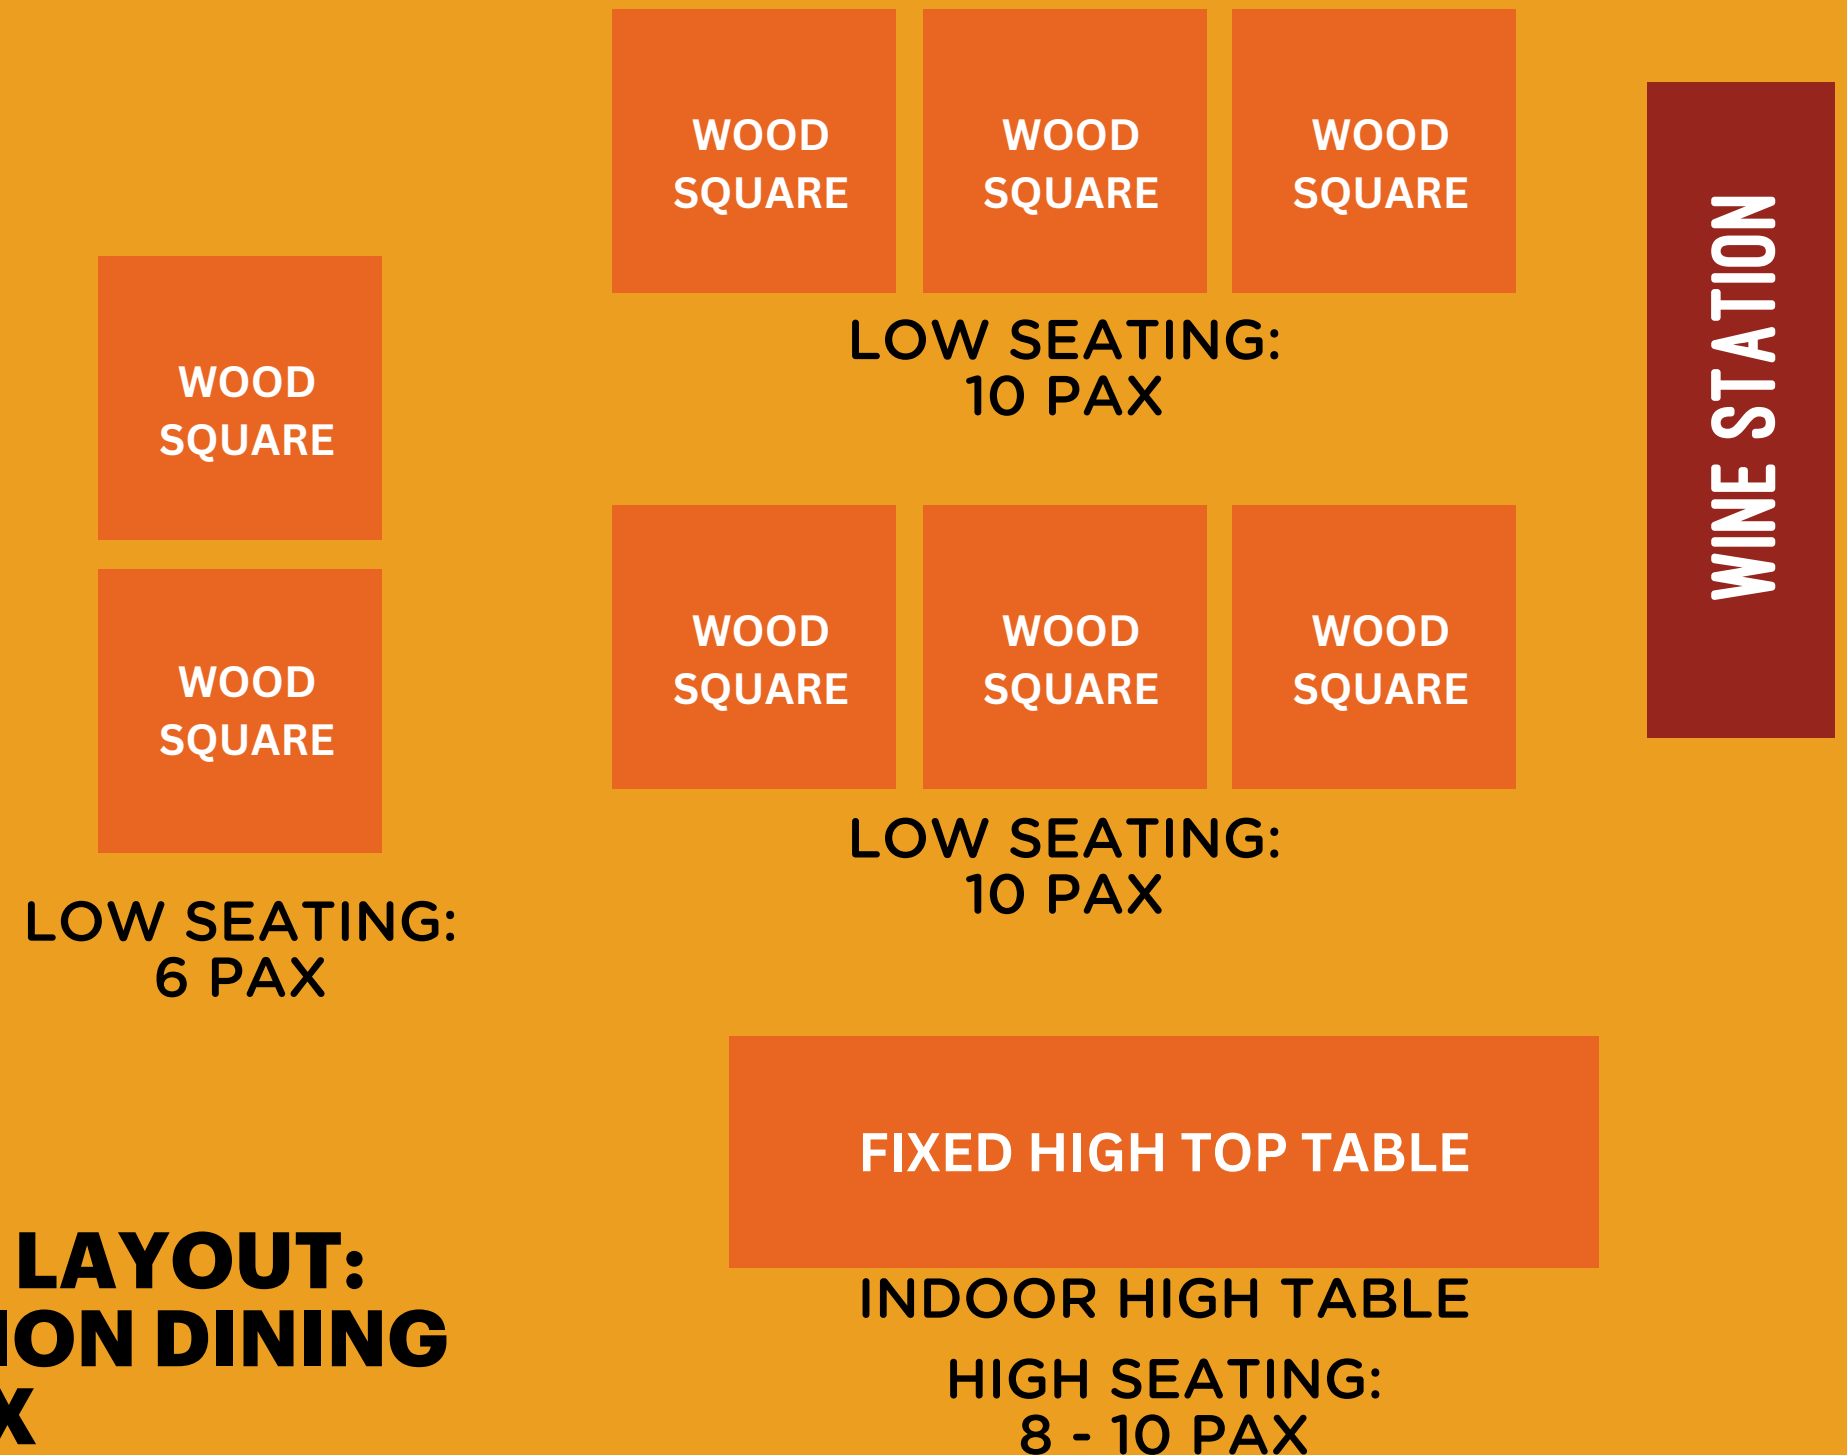 WOOD
SQUARE
WOOD
SQUARE
WOOD
SQUARE
LOW SEATING:
10 PAX
WINE STATION
WOOD
SQUARE
WOOD
SQUARE
LOW SEATING:
6 PAX
WOOD
SQUARE
WOOD
SQUARE
WOOD
SQUARE
LOW SEATING:
10 PAX
FIXED HIGH TOP TABLE
INDOOR HIGH TABLE
HIGH SEATING:
8 - 10 PAX
LAYOUT:
ION DINING
X